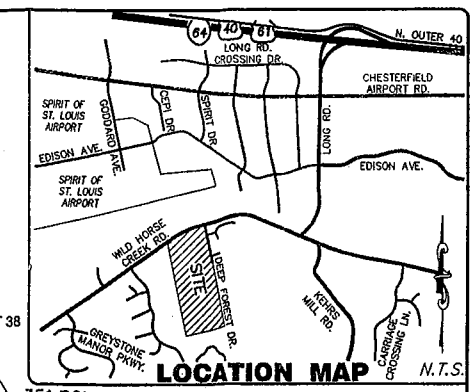 64 40 61
N. OUTER 40
LONG RD.
CROSSING DR.
CHESTERFIELD
AIRPORT RD.
SPIRIT OF
ST. LOUIS
AIRPORT
GODDARD AVE.
CEPI DR.
SPIRIT DR.
LONG RD.
EDISON AVE.
EDISON AVE.
SPIRIT OF
ST. LOUIS
AIRPORT
WILD HORSE
CREEK RD.
SITE
DEEP FOREST DR.
KEHRS
MILL RD.
CARRIAGE
CROSSING LN.
GREYSTONE
MANOR PKWY.
T 38
LOCATION MAP
N.T.S.